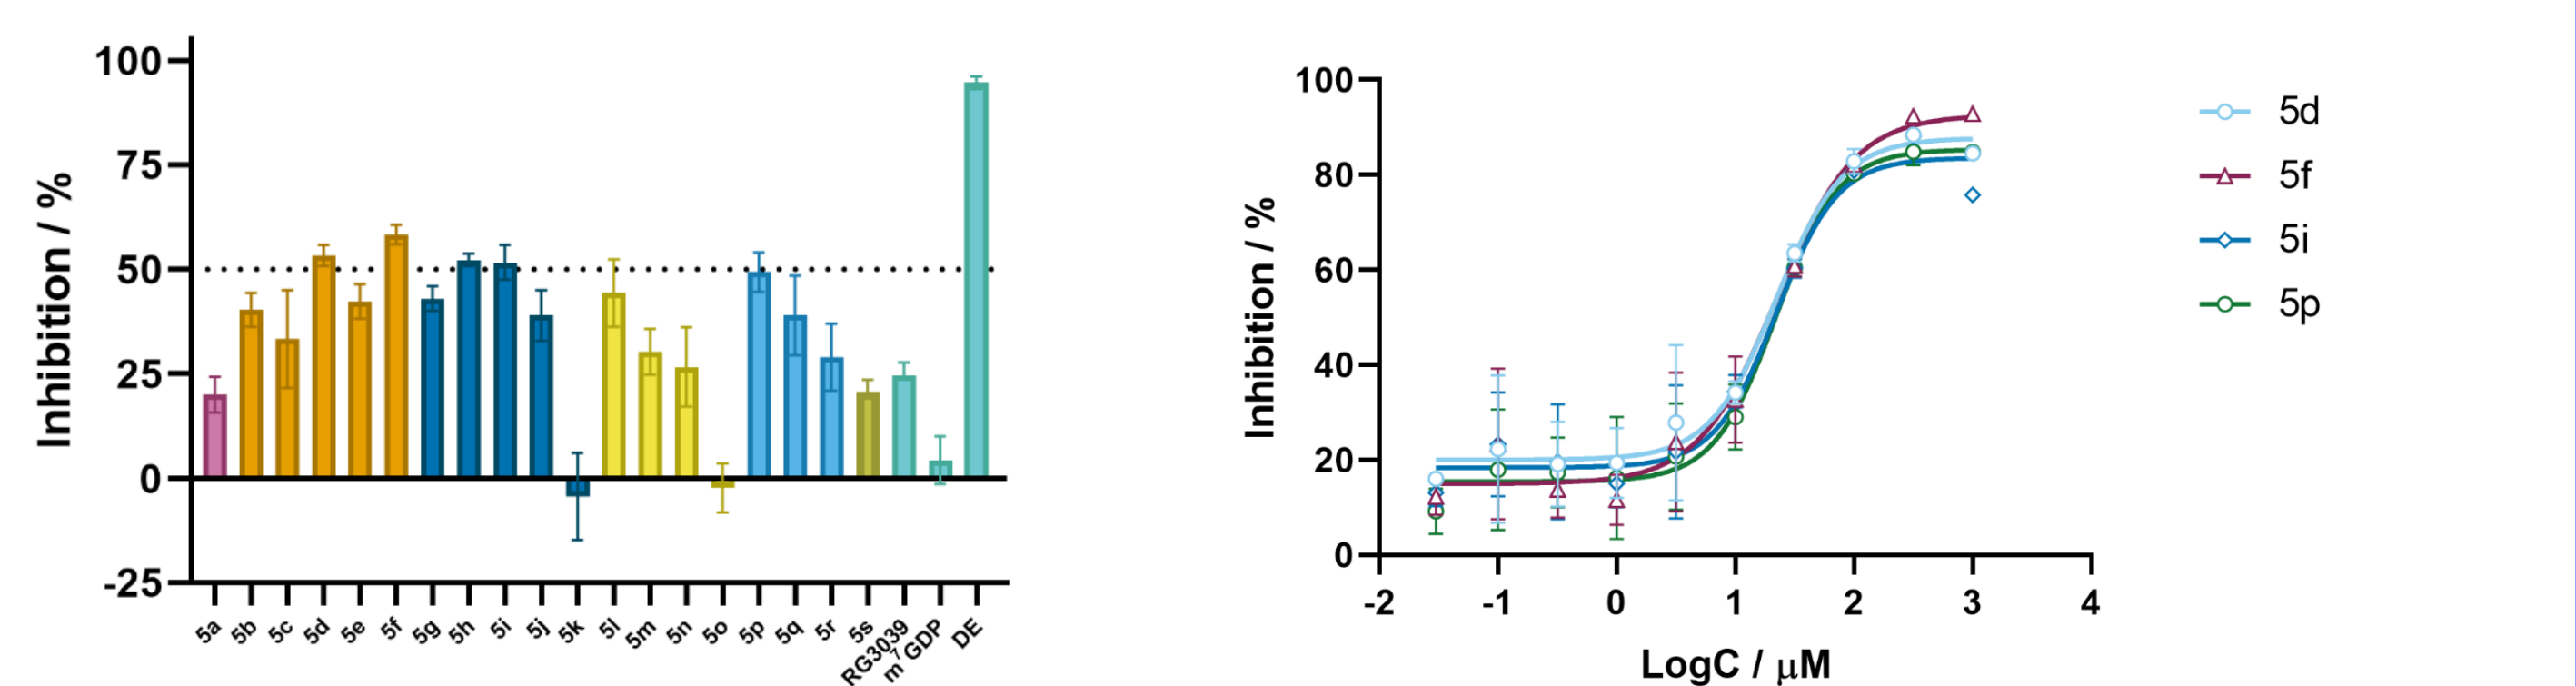 Inhibition / %
100
75
50
25
0
-25
5a
5b
5c
5d
5e
5f
5g
5h
5i
5j
5k
5l
5m
5n
5o
5p
5q
5r
5s
RG3039
m⁷GDP
DE
Inhibition / %
100
80
60
40
20
0
-2
-1
0
1
2
3
4
LogC / μM
5d
5f
5i
5p